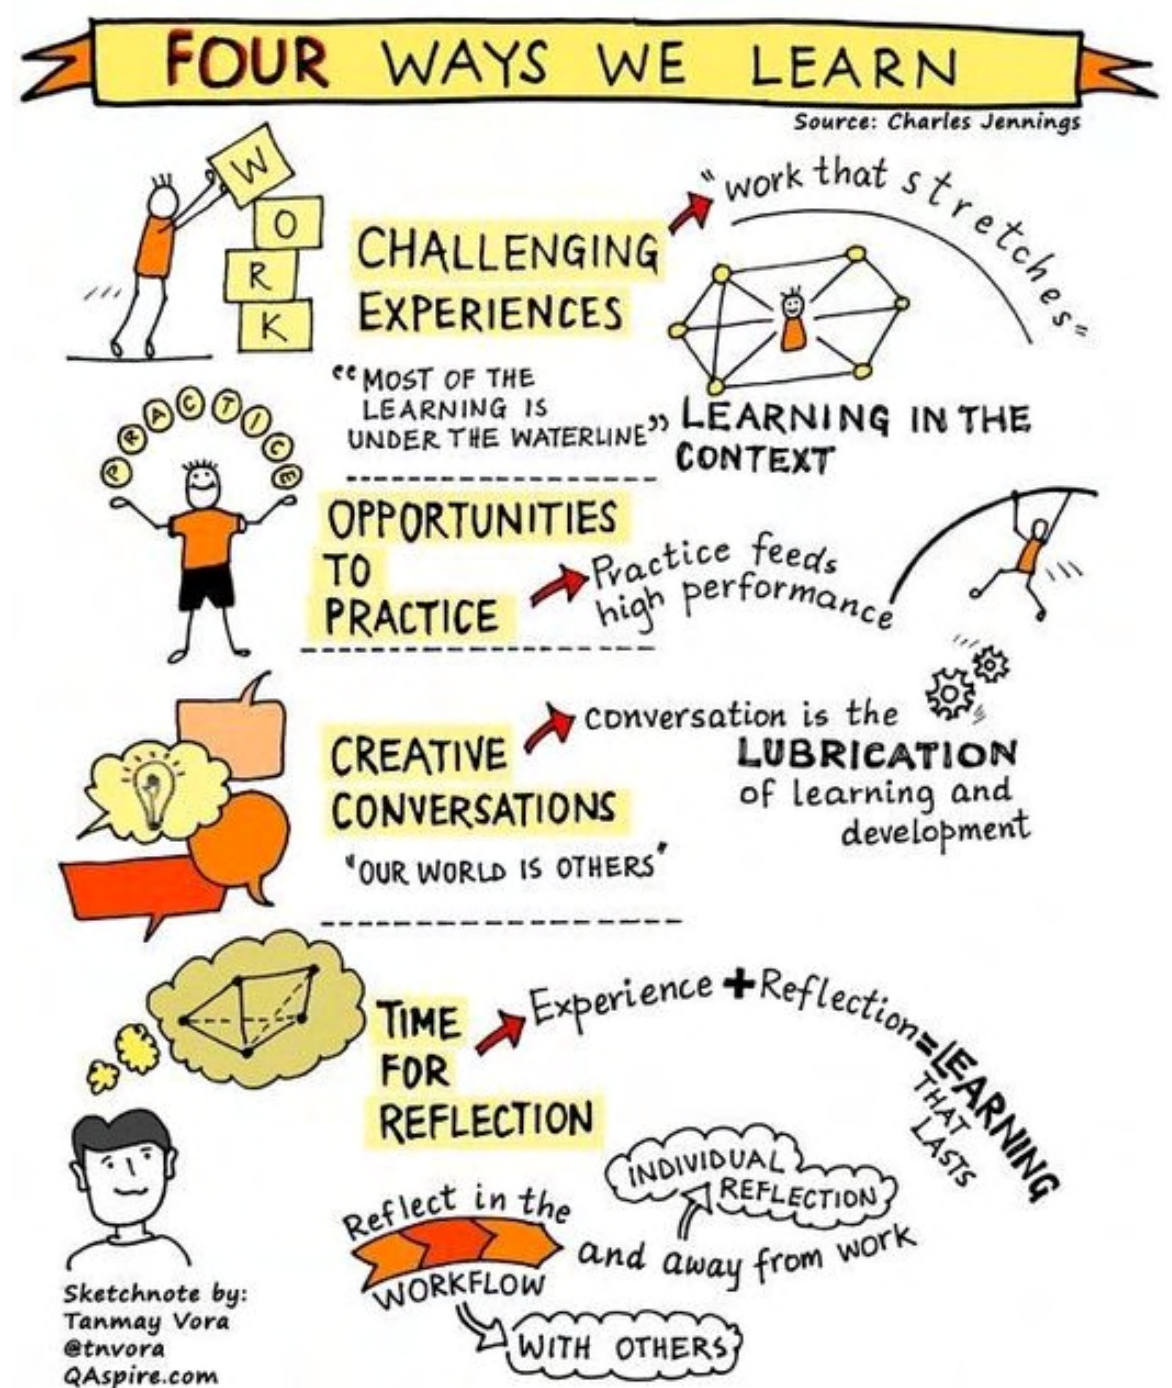 FOUR WAYS WE LEARN
Source: Charles Jennings
W
O
R
K
CHALLENGING
EXPERIENCES
"work that stretches"
"MOST OF THE
LEARNING IS
UNDER THE WATERLINE"
LEARNING IN THE
CONTEXT
PRACTICE
OPPORTUNITIES
TO
PRACTICE
Practice feeds
high performance
CREATIVE
CONVERSATIONS
"OUR WORLD IS OTHERS"
conversation is the
LUBRICATION
of learning and
development
TIME
FOR
REFLECTION
Experience + Reflection = LEARNING
THAT
LASTS
Reflect in the
WORKFLOW
and away from work
INDIVIDUAL
REFLECTION
WITH OTHERS
Sketchnote by:
Tanmay Vora
@tnvora
QAspire.com